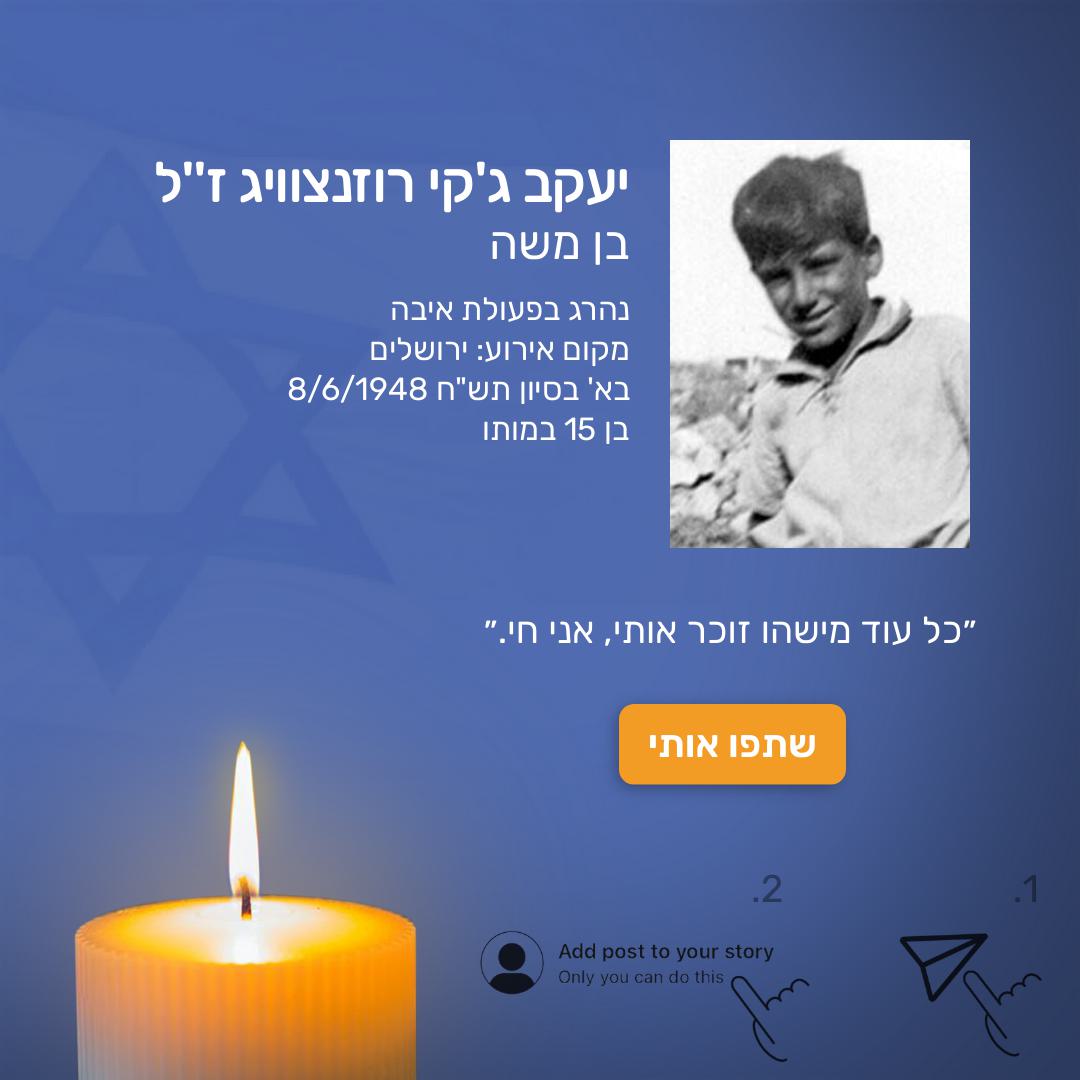 יעקב ג'קי רוזנצוויג ז"ל
בן משה
נהרג בפעולת איבה
מקום אירוע: ירושלים
בא' בסיון תש"ח 8/6/1948
בן 15 במותו
״כל עוד מישהו זוכר אותי, אני חי.״
שתפו אותי
1.
2.
Add post to your story
Only you can do this